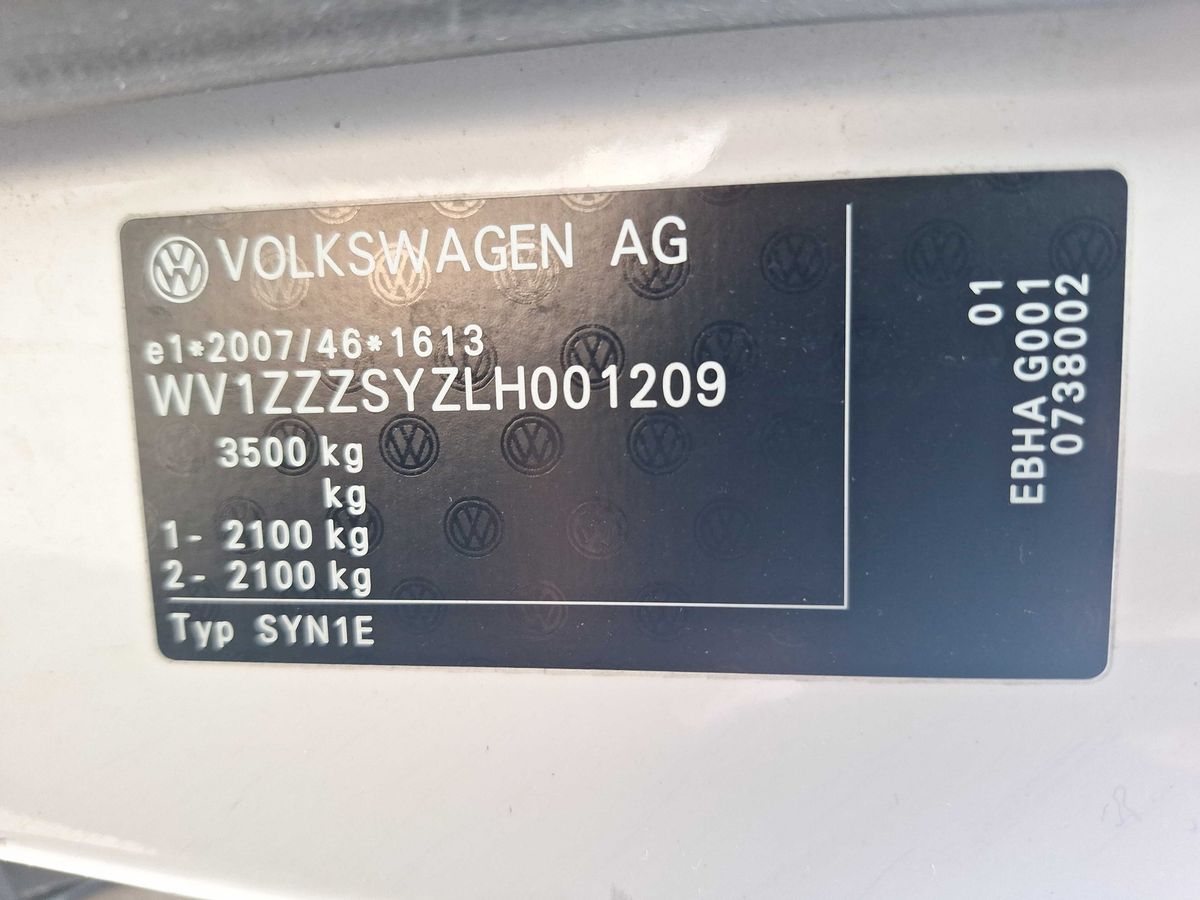 VOLKSWAGEN AG
e1*2007/46*1613
WV1ZZZSYZLH001209
3500 kg
kg
1- 2100 kg
2- 2100 kg
Typ SYN1E
01
EBHA G001
0738002